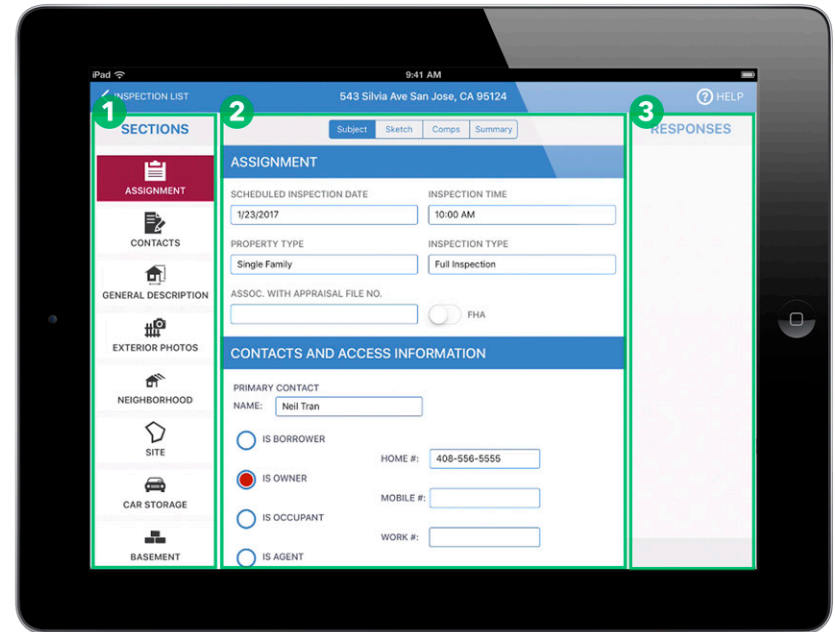 iPad 9:41 AM
INSPECTION LIST 543 Silvia Ave San Jose, CA 95124 ? HELP
1
SECTIONS
ASSIGNMENT
CONTACTS
GENERAL DESCRIPTION
EXTERIOR PHOTOS
NEIGHBORHOOD
SITE
CAR STORAGE
BASEMENT
2
Subject Sketch Comps Summary
ASSIGNMENT
SCHEDULED INSPECTION DATE INSPECTION TIME
1/23/2017 10:00 AM
PROPERTY TYPE INSPECTION TYPE
Single Family Full Inspection
ASSOC. WITH APPRAISAL FILE NO.
FHA
CONTACTS AND ACCESS INFORMATION
PRIMARY CONTACT
NAME: Neil Tran
IS BORROWER
HOME #: 408-556-5555
IS OWNER
MOBILE #:
IS OCCUPANT
WORK #:
IS AGENT
3
RESPONSES